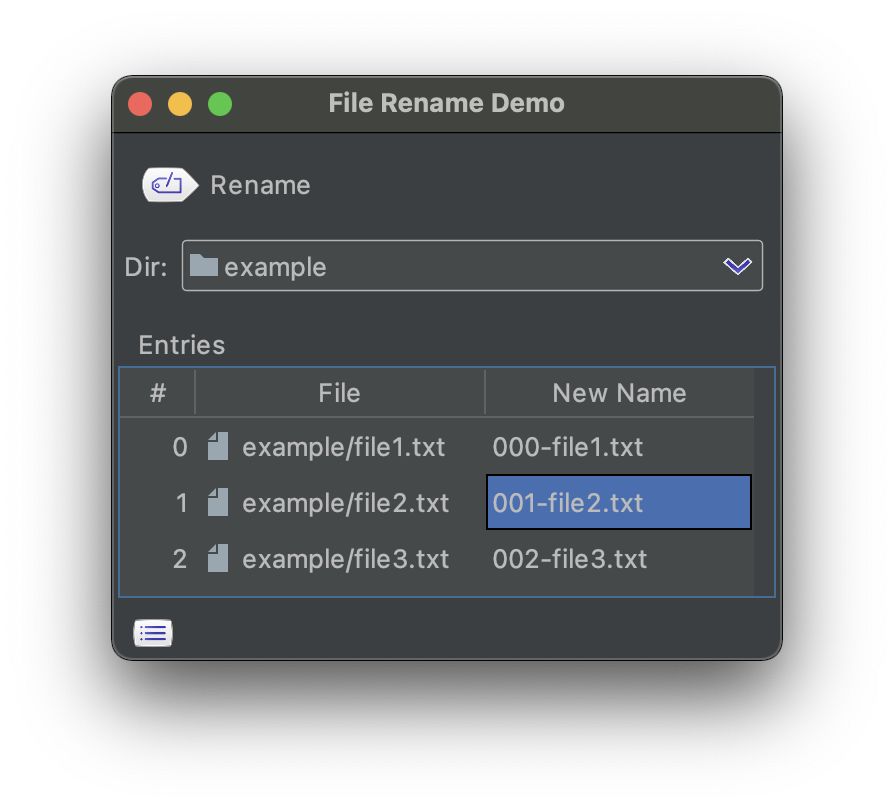 File Rename Demo
Rename
Dir: example
Entries
# File New Name
0 example/file1.txt 000-file1.txt
1 example/file2.txt 001-file2.txt
2 example/file3.txt 002-file3.txt